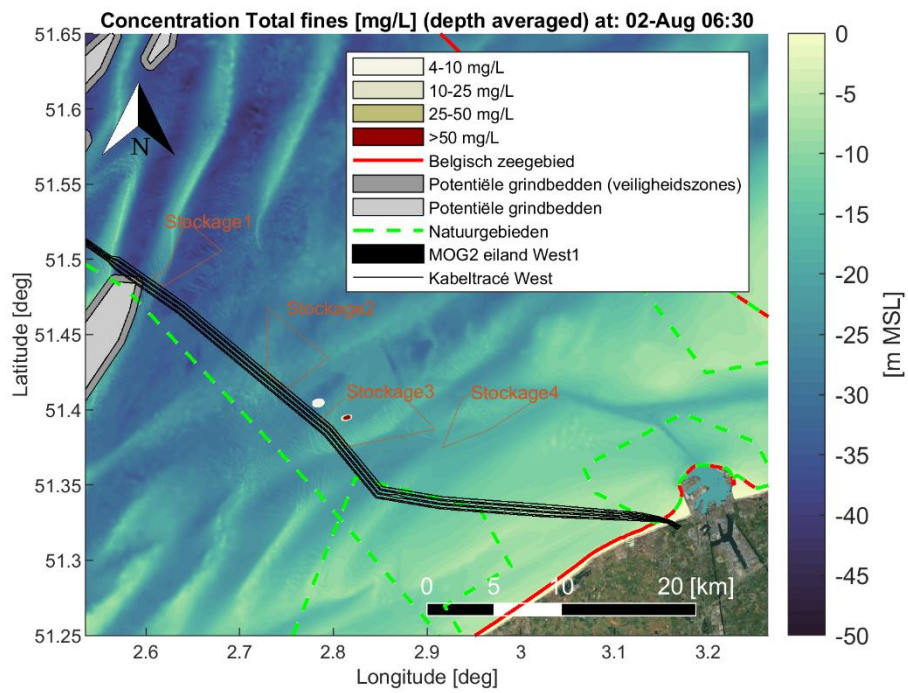 Concentration Total fines [mg/L] (depth averaged) at: 02-Aug 06:30
51.65
51.6
51.55
51.5
51.45
51.4
51.35
51.3
51.25
Latitude [deg]
N
4-10 mg/L
10-25 mg/L
25-50 mg/L
>50 mg/L
Belgisch zeegebied
Potentiële grindbedden (veiligheidszones)
Potentiële grindbedden
Natuurgebieden
MOG2 eiland West1
Kabeltracé West
Stockage1
Stockage2
Stockage3
Stockage4
0 5 10 20 [km]
2.6 2.7 2.8 2.9 3 3.1 3.2
Longitude [deg]
0
-5
-10
-15
-20
-25
-30
-35
-40
-45
-50
[m MSL]